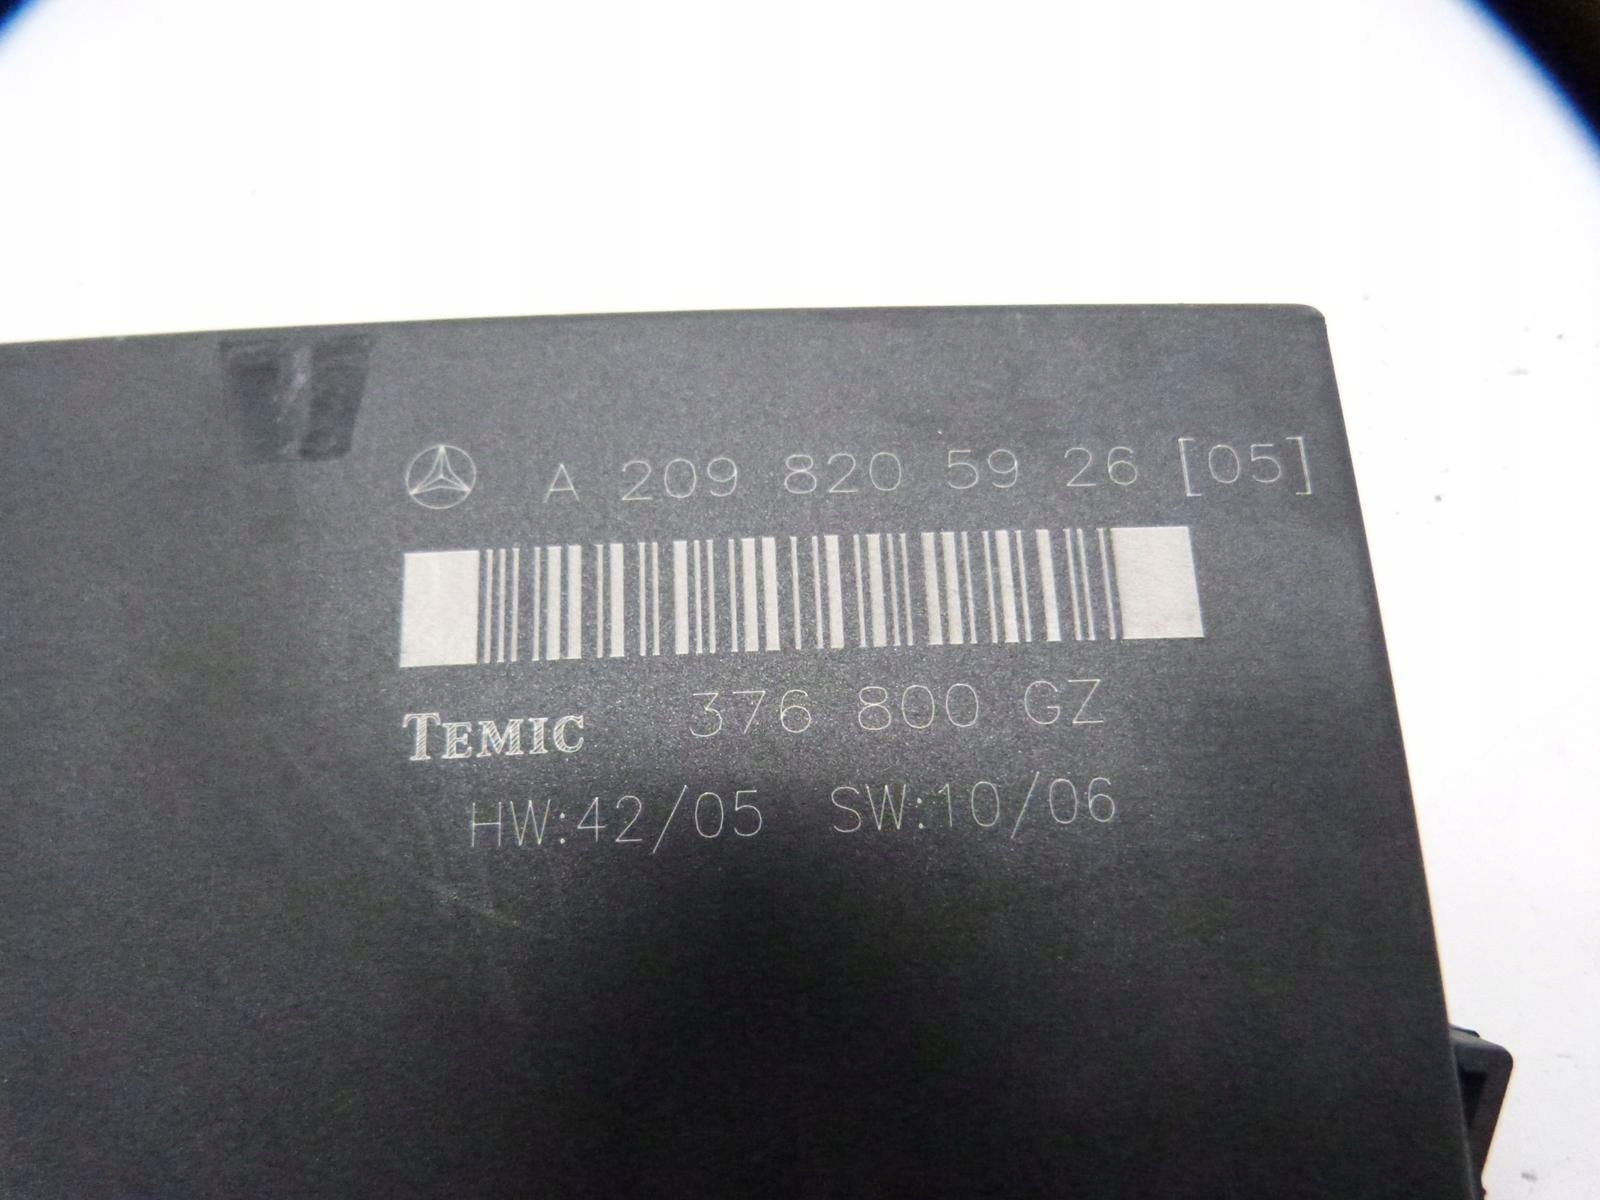 A 209 820 59 26 [05]
TEMIC 376 800 GZ
HW:42/05 SW:10/06